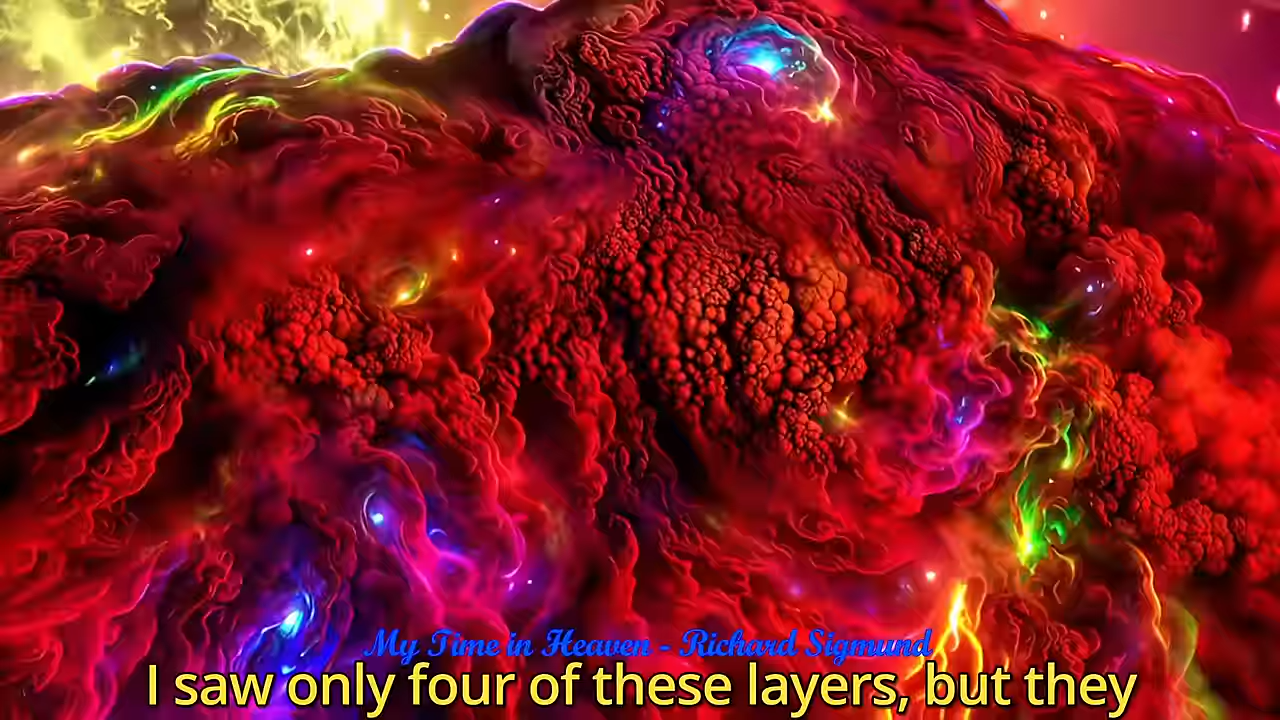 My Time in Heaven - Richard Sigmund
I saw only four of these layers, but they